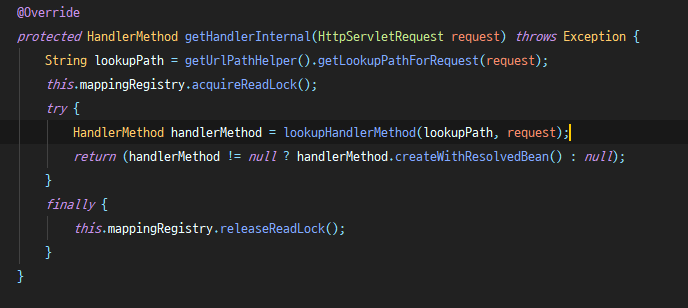 @Override
protected HandlerMethod getHandlerInternal(HttpServletRequest request) throws Exception {
    String lookupPath = getUrlPathHelper().getLookupPathForRequest(request);
    this.mappingRegistry.acquireReadLock();
    try {
        HandlerMethod handlerMethod = lookupHandlerMethod(lookupPath, request);
        return (handlerMethod != null ? handlerMethod.createWithResolvedBean() : null);
    }
    finally {
        this.mappingRegistry.releaseReadLock();
    }
}